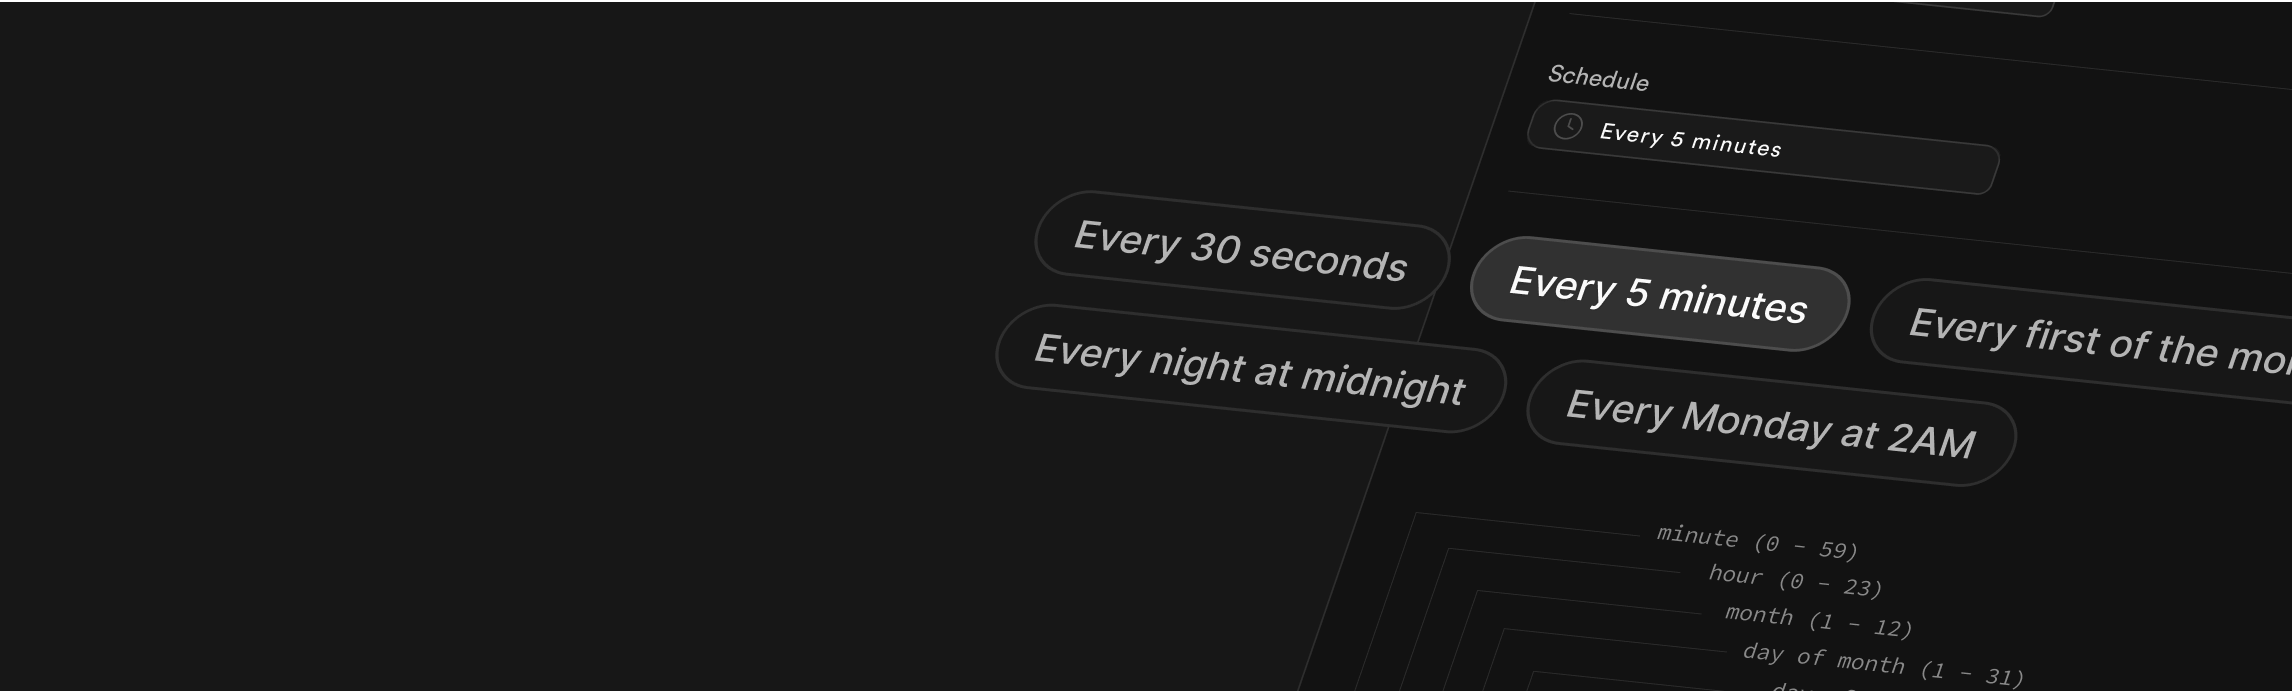 Schedule
Every 5 minutes
Every 30 seconds
Every 5 minutes
Every first of the
Every night at midnight
Every Monday at 2AM
minute (0 - 59)
hour (0 - 23)
month (1 - 12)
day of month (1 - 31)